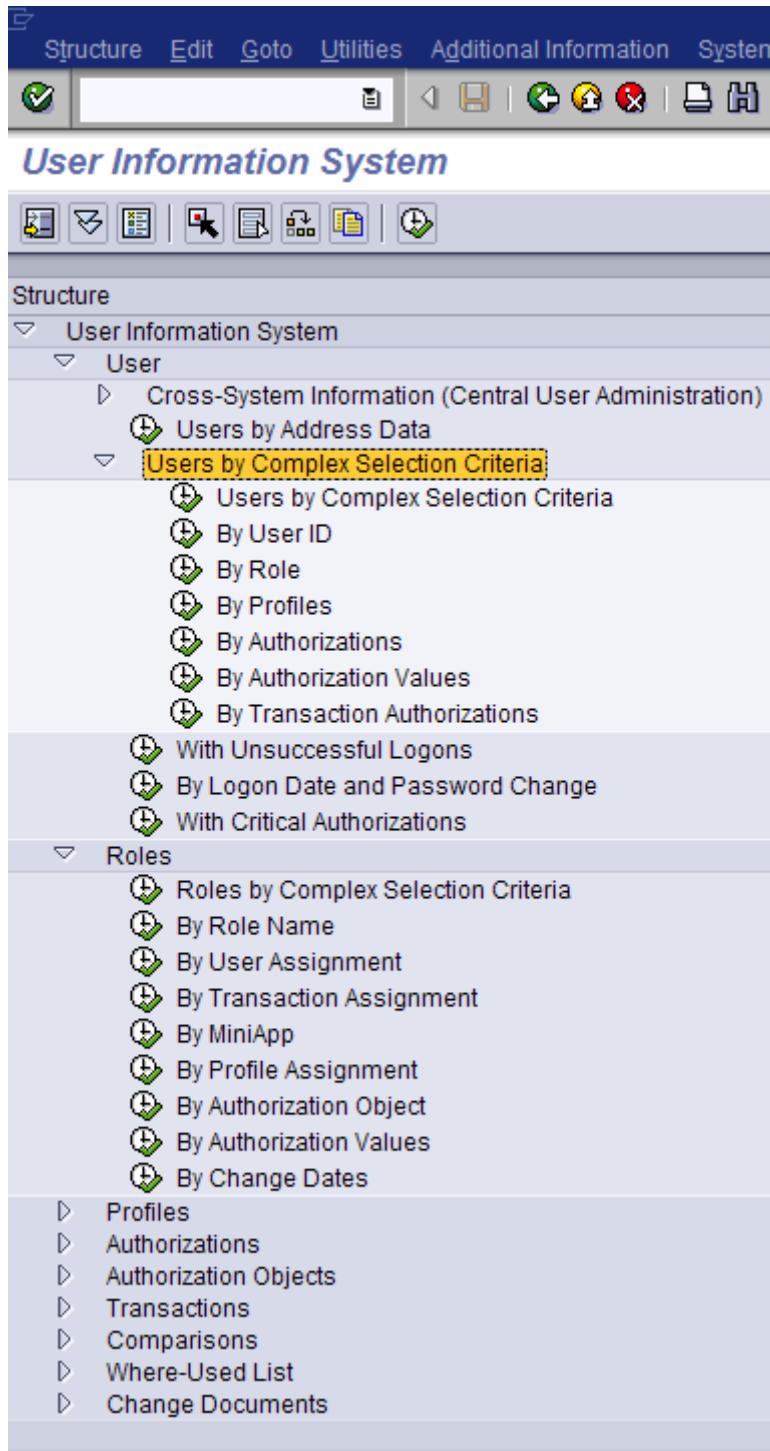 Structure Edit Goto Utilities Additional Information System
User Information System
Structure
User Information System
User
Cross-System Information (Central User Administration)
Users by Address Data
Users by Complex Selection Criteria
Users by Complex Selection Criteria
By User ID
By Role
By Profiles
By Authorizations
By Authorization Values
By Transaction Authorizations
With Unsuccessful Logons
By Logon Date and Password Change
With Critical Authorizations
Roles
Roles by Complex Selection Criteria
By Role Name
By User Assignment
By Transaction Assignment
By MiniApp
By Profile Assignment
By Authorization Object
By Authorization Values
By Change Dates
Profiles
Authorizations
Authorization Objects
Transactions
Comparisons
Where-Used List
Change Documents